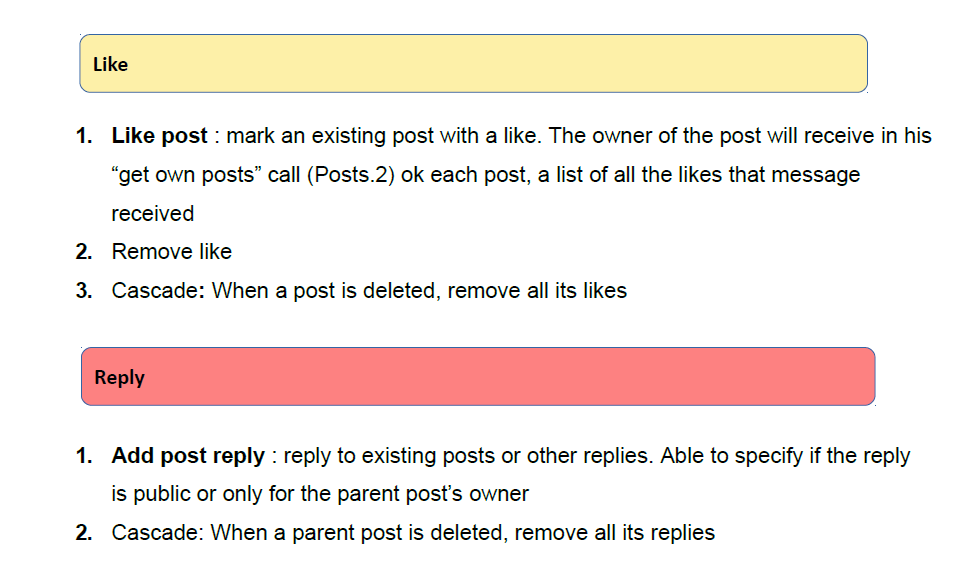 Like
1. Like post : mark an existing post with a like. The owner of the post will receive in his
“get own posts” call (Posts.2) ok each post, a list of all the likes that message
received
2. Remove like
3. Cascade: When a post is deleted, remove all its likes
Reply
1. Add post reply : reply to existing posts or other replies. Able to specify if the reply
is public or only for the parent post’s owner
2. Cascade: When a parent post is deleted, remove all its replies